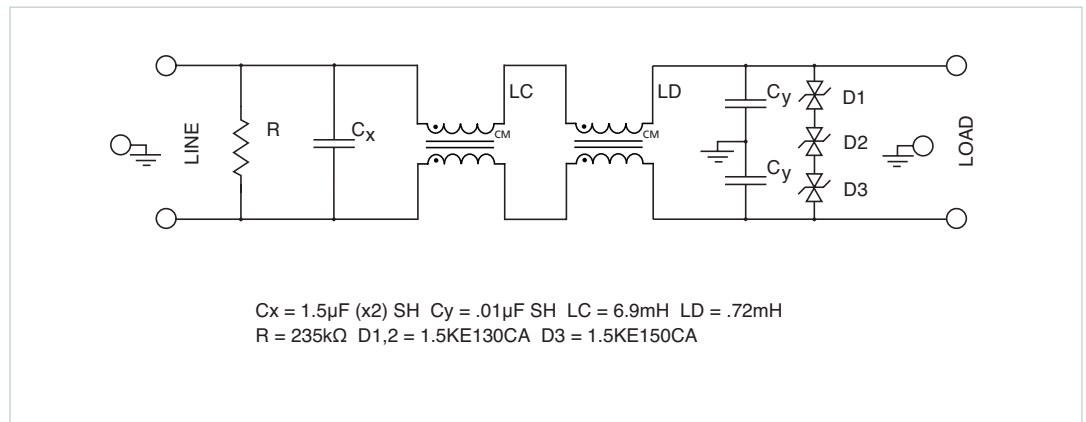 LINE
R
Cx
LC
CM
LD
CM
Cy
Cy
D1
D2
D3
LOAD
Cx = 1.5µF (x2) SH Cy = .01µF SH LC = 6.9mH LD = .72mH
R = 235kΩ D1,2 = 1.5KE130CA D3 = 1.5KE150CA